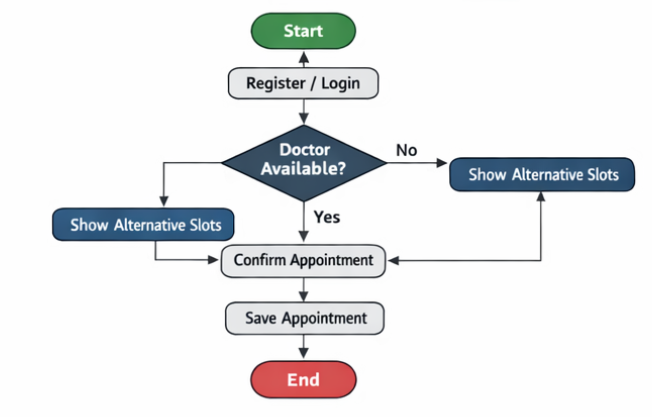 Start
Register / Login
Doctor
Available?
No
Show Alternative Slots
Show Alternative Slots
Yes
Confirm Appointment
Save Appointment
End